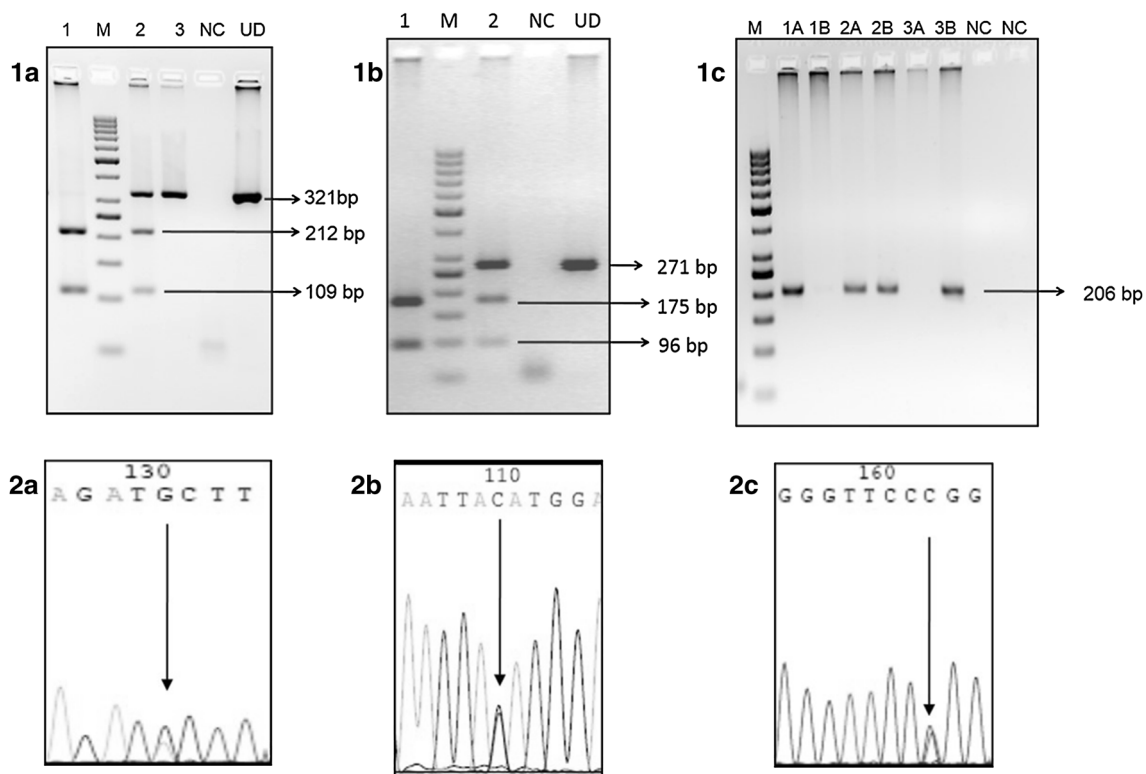 1a
1 M 2 3 NC UD
321bp
212 bp
109 bp
1b
1 M 2 NC UD
271 bp
175 bp
96 bp
1c
M 1A 1B 2A 2B 3A 3B NC NC
206 bp
2a
130
A G A T G C T T
2b
110
A A T T A C A T G G A
2c
160
G G G T T C C C G G